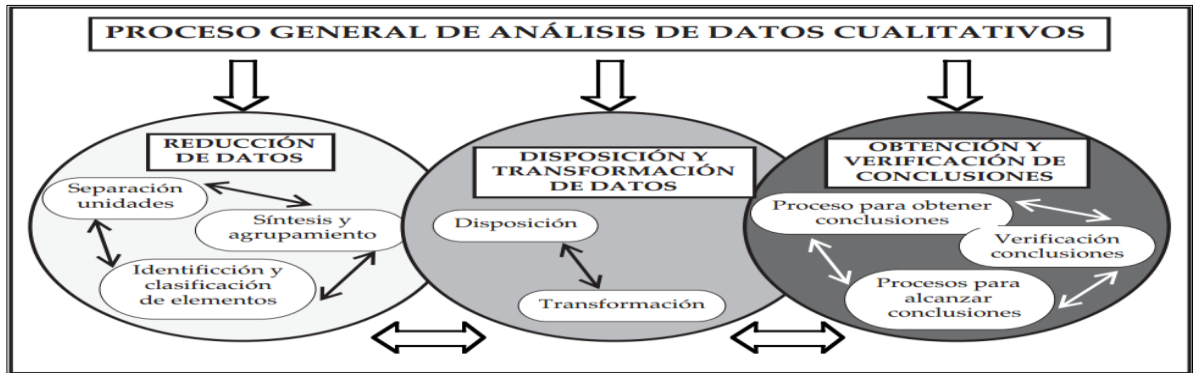 PROCESO GENERAL DE ANÁLISIS DE DATOS CUALITATIVOS
REDUCCIÓN
DE DATOS
Separación
unidades
Síntesis y
agrupamiento
Identificción y
clasificación
de elementos
DISPOSICIÓN Y
TRANSFORMACIÓN
DE DATOS
Disposición
Transformación
OBTENCIÓN Y
VERIFICACIÓN DE
CONCLUSIONES
Proceso para obtener
conclusiones
Verificación
conclusiones
Procesos para
alcanzar
conclusiones